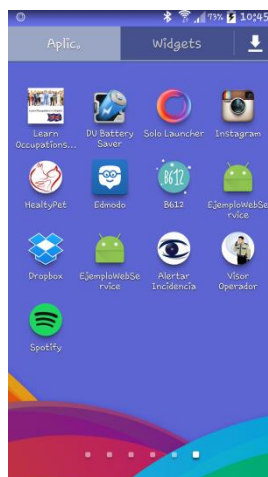 73% 10:45
Aplic. Widgets
Learn Occupations... DU Battery Saver Solo Launcher Instagram
B612
HealtyPet Edmodo B612 EjemploWebSe rvice
Dropbox EjemploWebSe rvice Alertar Incidencia Visor Operador
Spotify